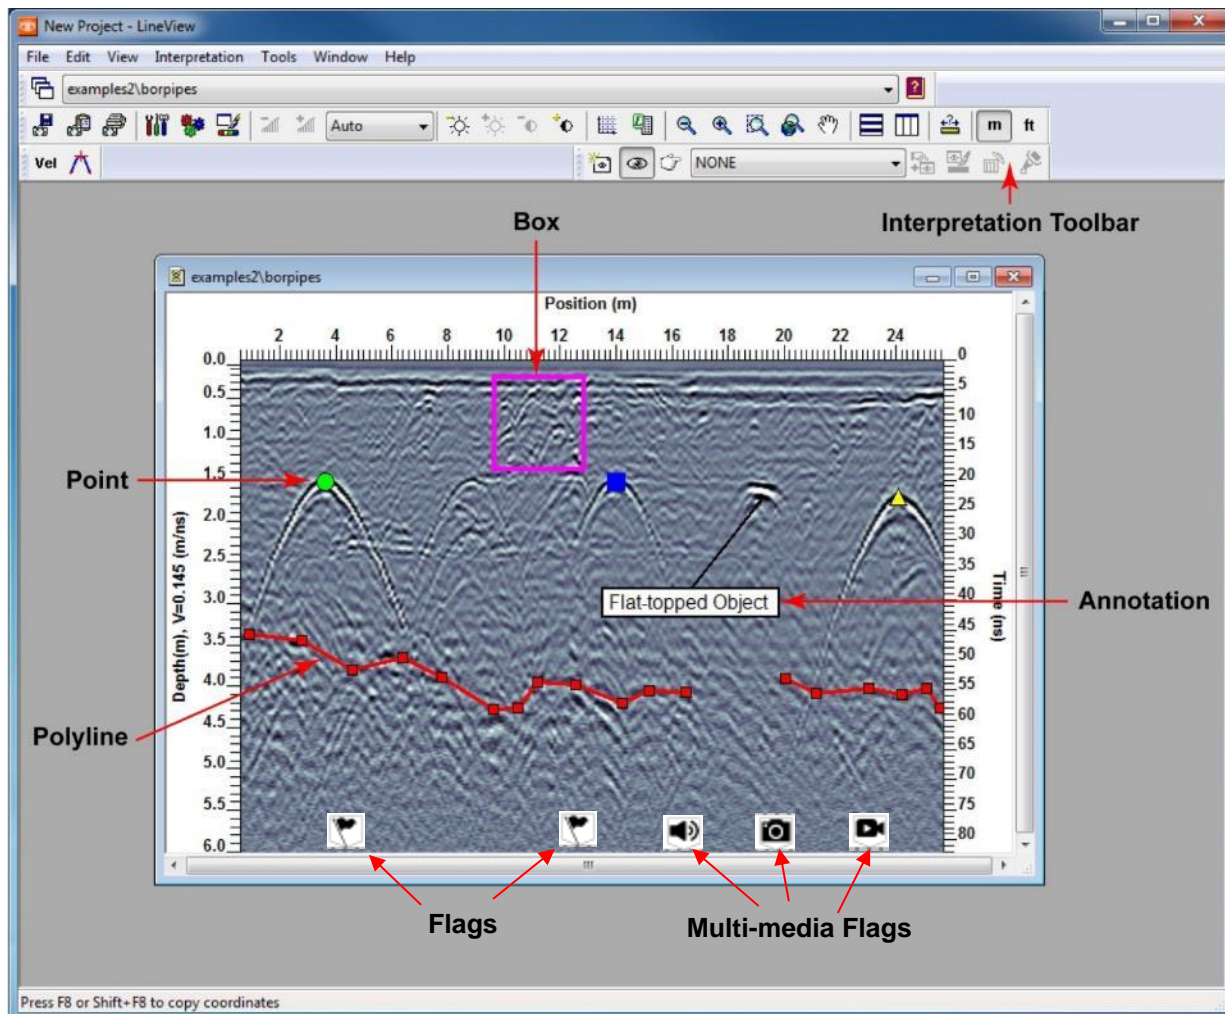 New Project - LineView
File Edit View Interpretation Tools Window Help
examples2\borpipes
Auto
m ft
Vel
NONE
Box
Interpretation Toolbar
examples2\borpipes
Position (m)
2 4 6 8 10 12 14 16 20 22 24
0.0
0.5
1.0
1.5
2.0
2.5
3.0
3.5
4.0
4.5
5.0
5.5
6.0
Depth(m), V=0.145 (m/ns)
0
5
10
15
20
25
30
35
40
45
50
55
60
65
70
75
80
Time (ns)
Point
Flat-topped Object
Annotation
Polyline
Flags
Multi-media Flags
Press F8 or Shift+F8 to copy coordinates